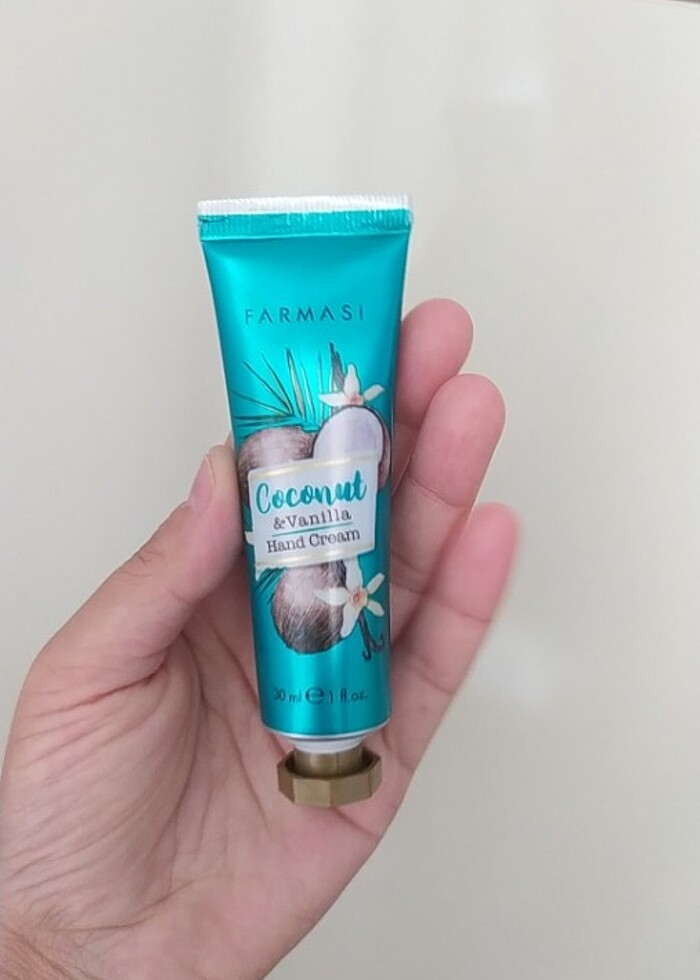 FARMASI
Coconut
& Vanilla
Hand Cream
30 ml ℮ 1 fl.oz.